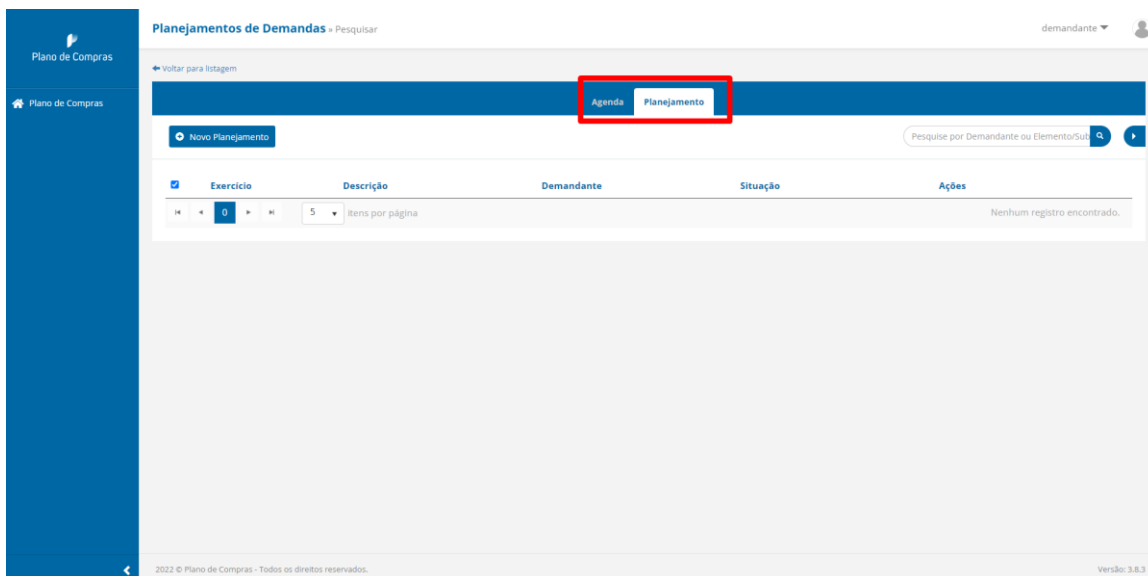 Plano de Compras
Planejamentos de Demandas » Pesquisar
demandante
Voltar para listagem
Plano de Compras
Agenda Planejamento
Novo Planejamento
Pesquise por Demandante ou Elemento/Sub
Exercício Descrição Demandante Situação Ações
0 5 itens por página Nenhum registro encontrado.
2022 © Plano de Compras - Todos os direitos reservados. Versão: 3.8.3